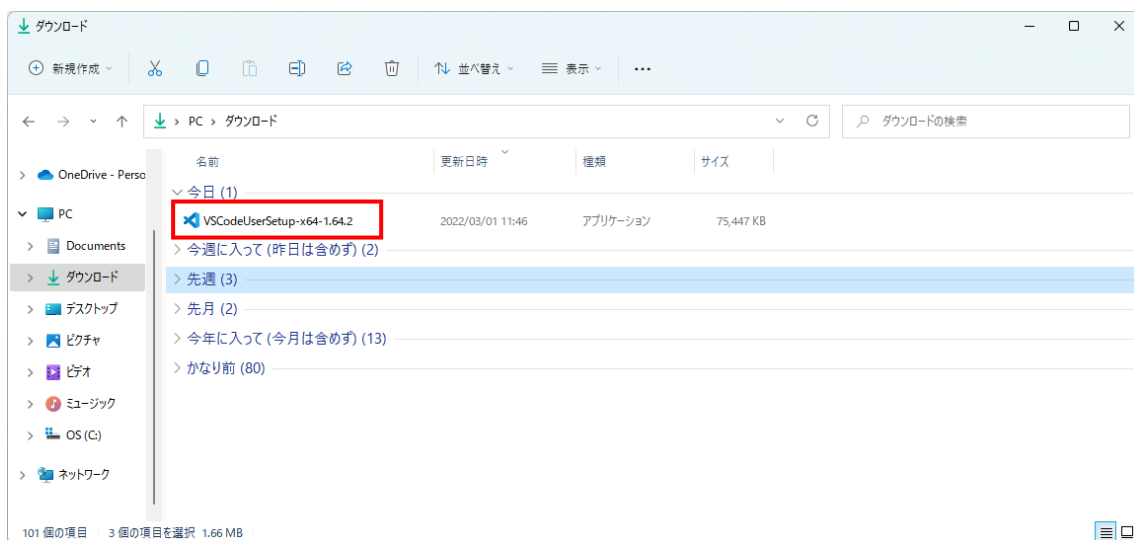 ダウンロード
新規作成
並べ替え
表示
PC > ダウンロード
ダウンロードの検索
名前 更新日時 種類 サイズ
OneDrive - Perso
PC
Documents
ダウンロード
デスクトップ
ピクチャ
ビデオ
ミュージック
OS (C:)
ネットワーク
今日 (1)
VSCodeUserSetup-x64-1.64.2 2022/03/01 11:46 アプリケーション 75,447 KB
今週に入って (昨日は含めず) (2)
先週 (3)
先月 (2)
今年に入って (今月は含めず) (13)
かなり前 (80)
101 個の項目 3 個の項目を選択 1.66 MB